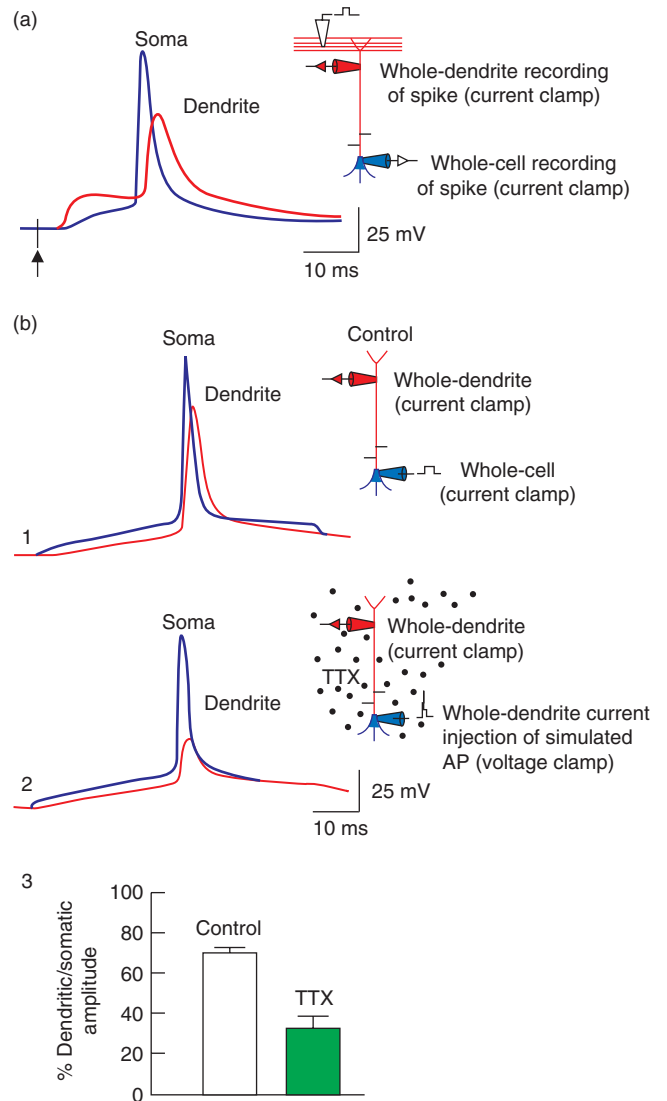 (a)
Soma
Dendrite
Whole-dendrite recording
of spike (current clamp)
Whole-cell recording
of spike (current clamp)
25 mV
10 ms
(b)
Soma
Control
Dendrite
Whole-dendrite
(current clamp)
Whole-cell
(current clamp)
1
Soma
Dendrite
Whole-dendrite
(current clamp)
TTX
Whole-dendrite current
injection of simulated
AP (voltage clamp)
2
25 mV
10 ms
3
% Dendritic/somatic
amplitude
100
80
60
40
20
0
Control
TTX